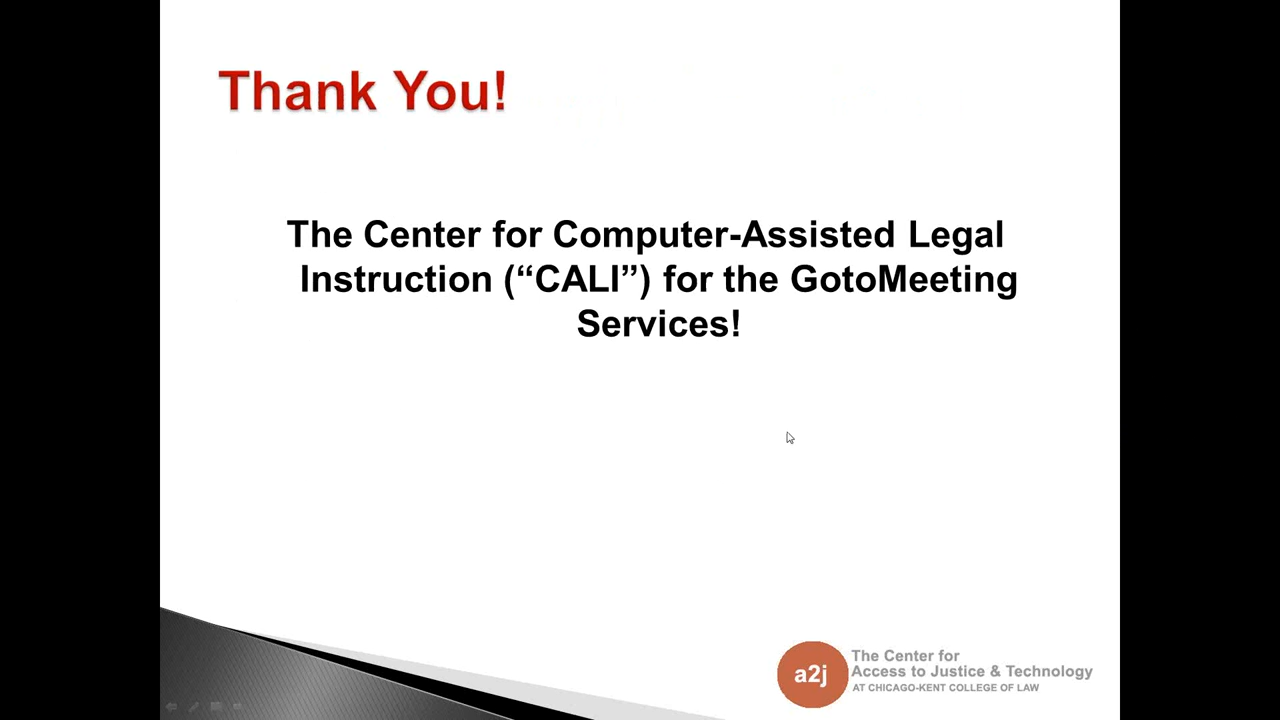 Thank You!
The Center for Computer-Assisted Legal
Instruction (“CALI”) for the GotoMeeting
Services!
a2j
The Center for
Access to Justice & Technology
AT CHICAGO-KENT COLLEGE OF LAW